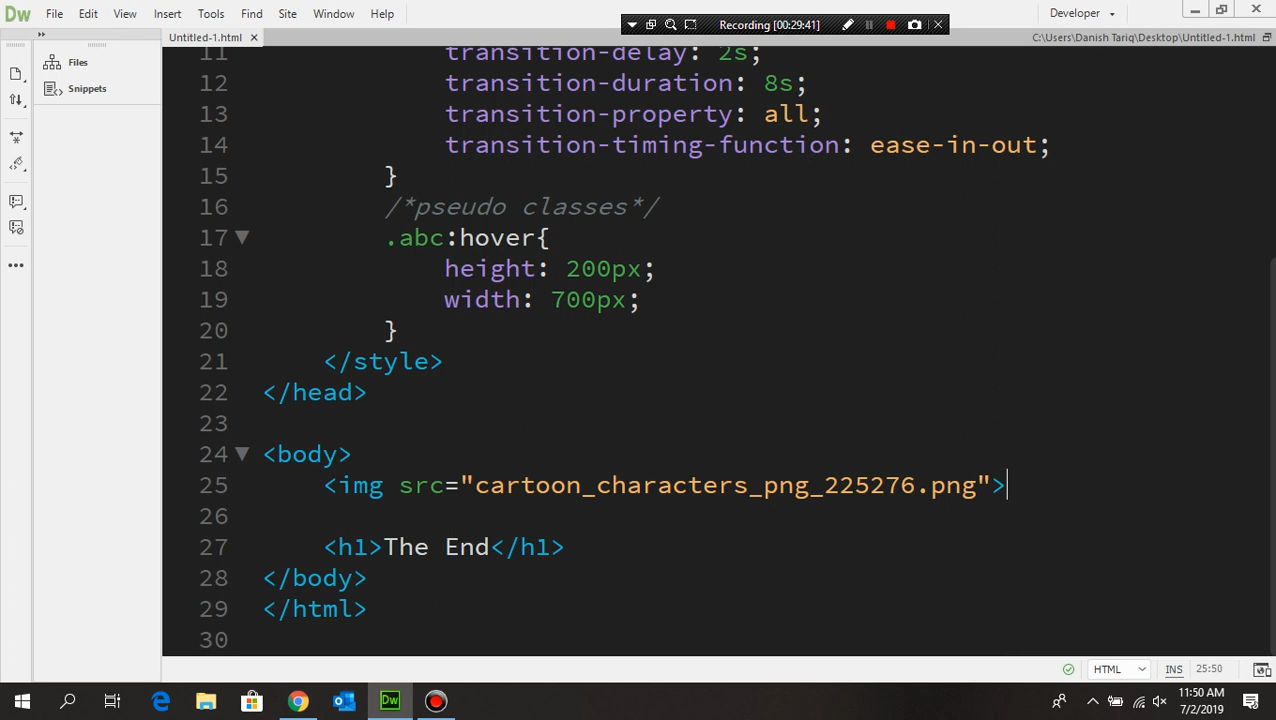 Dw File Edit View Insert Tools Find Site Window Help
Recording [00:29:41]
Developer
Untitled-1.html
C:\Users\Danish Tariq\Desktop\Untitled-1.html
Files
Snippets
11 transition-delay: 2s;
12 transition-duration: 8s;
13 transition-property: all;
14 transition-timing-function: ease-in-out;
15 }
16 /*pseudo classes*/
17 .abc:hover{
18 height: 200px;
19 width: 700px;
20 }
21 </style>
22 </head>
23
24 <body>
25 <img src="cartoon_characters_png_225276.png">
26
27 <h1>The End</h1>
28 </body>
29 </html>
30
HTML INS 25:50
Dw
11:50 AM
7/2/2019